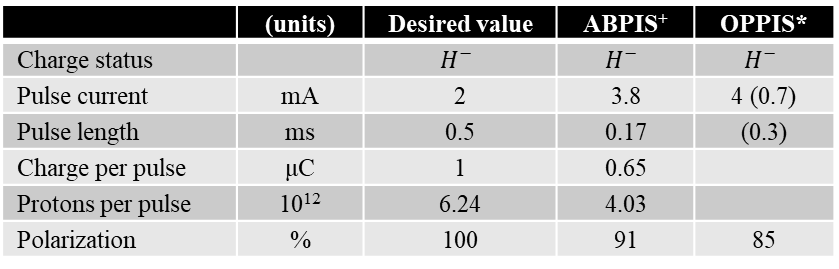 (units) Desired value ABPIS⁺ OPPIS*
Charge status H⁻ H⁻ H⁻
Pulse current mA 2 3.8 4 (0.7)
Pulse length ms 0.5 0.17 (0.3)
Charge per pulse μC 1 0.65
Protons per pulse 10¹² 6.24 4.03
Polarization % 100 91 85